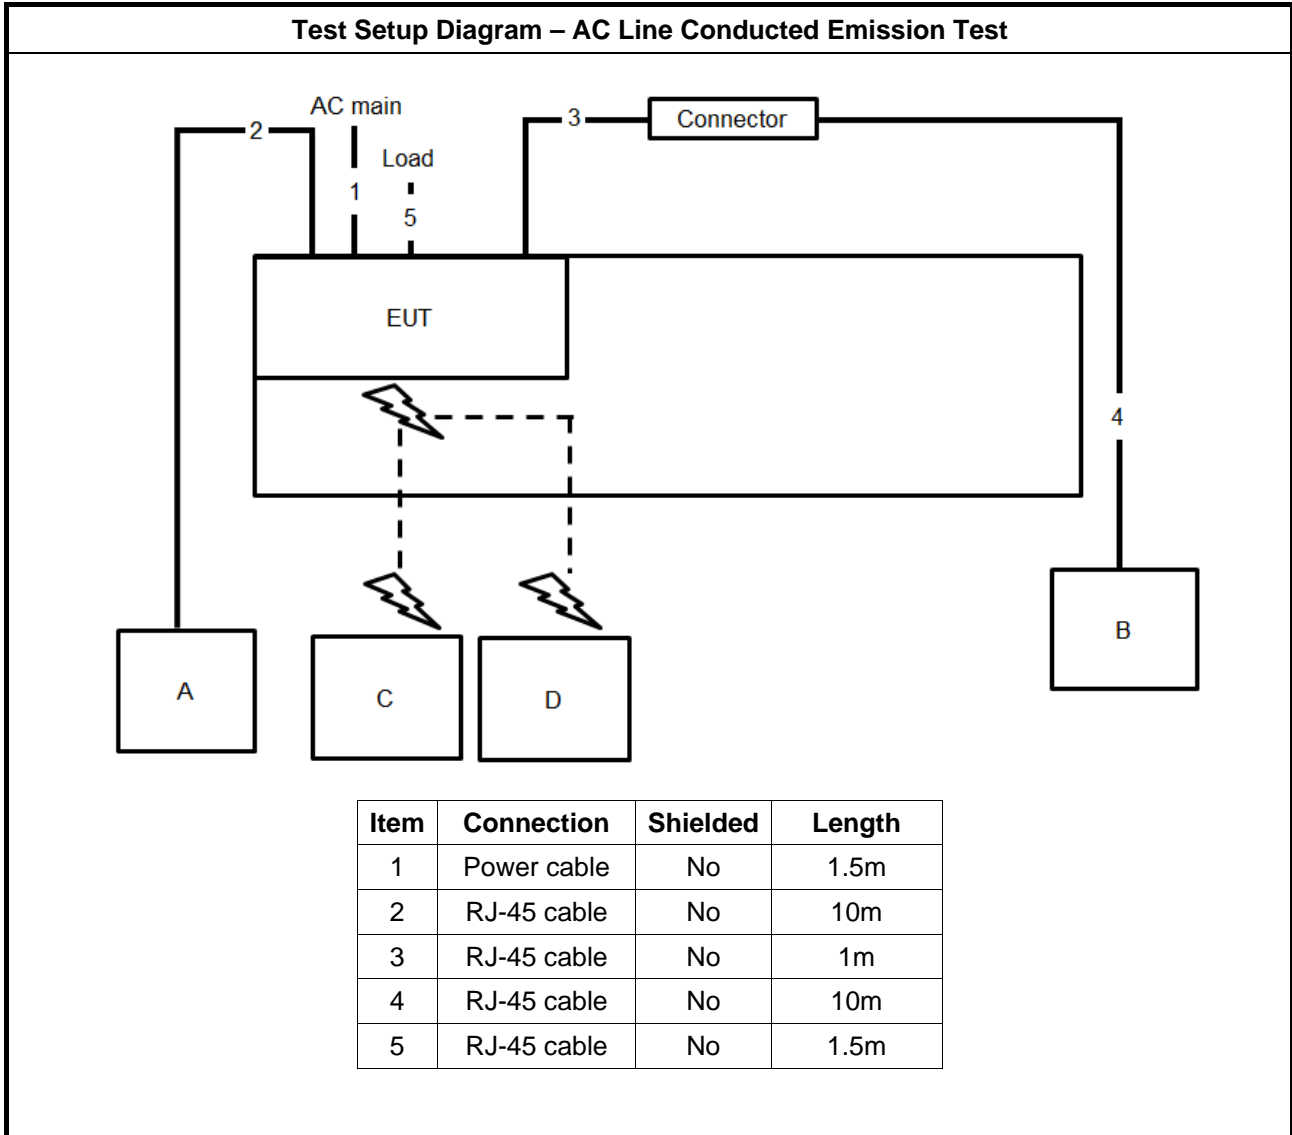 Test Setup Diagram – AC Line Conducted Emission Test
AC main
2
3
Connector
Load
1
5
EUT
4
A
C
D
B
Item Connection Shielded Length
1 Power cable No 1.5m
2 RJ-45 cable No 10m
3 RJ-45 cable No 1m
4 RJ-45 cable No 10m
5 RJ-45 cable No 1.5m